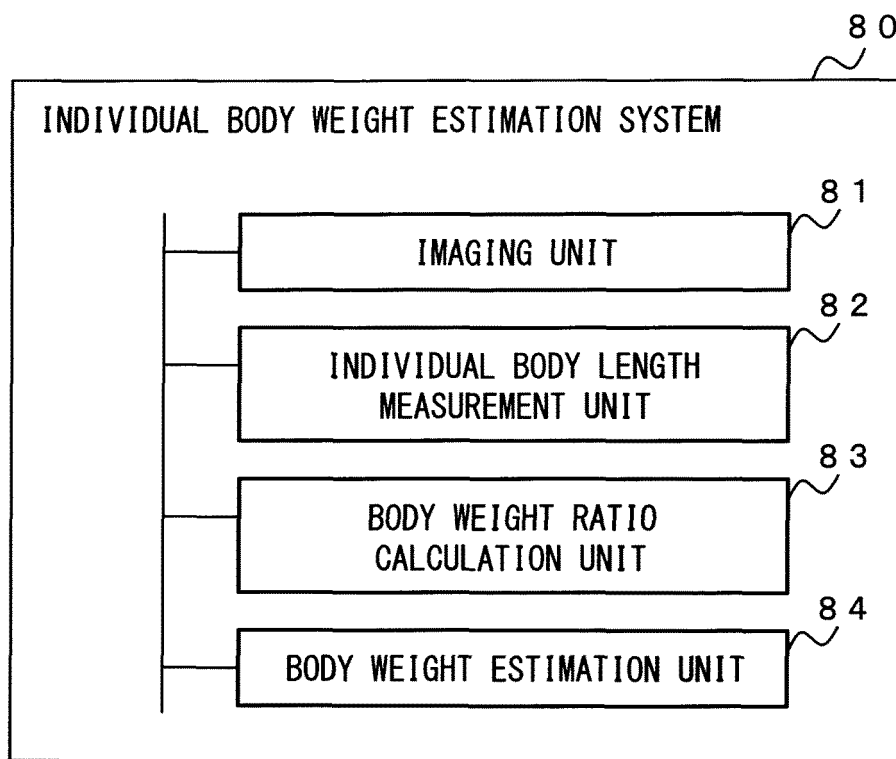 80
INDIVIDUAL BODY WEIGHT ESTIMATION SYSTEM
81
IMAGING UNIT
82
INDIVIDUAL BODY LENGTH
MEASUREMENT UNIT
83
BODY WEIGHT RATIO
CALCULATION UNIT
84
BODY WEIGHT ESTIMATION UNIT